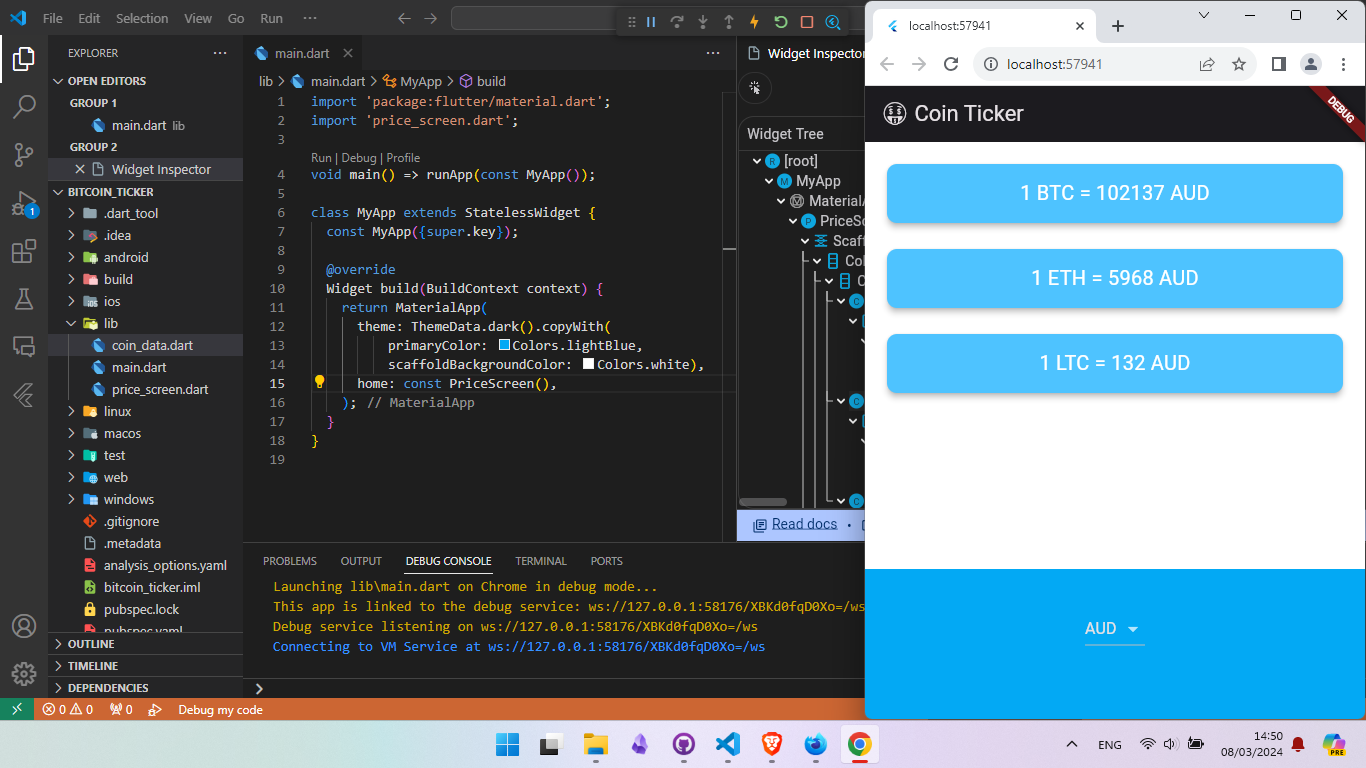 File Edit Selection View Go Run ···
EXPLORER ···
OPEN EDITORS
GROUP 1
main.dart lib
GROUP 2
Widget Inspector
BITCOIN_TICKER
.dart_tool
.idea
android
build
ios
lib
coin_data.dart
main.dart
price_screen.dart
linux
macos
test
web
windows
.gitignore
.metadata
analysis_options.yaml
bitcoin_ticker.iml
pubspec.lock
pubspec.yaml
OUTLINE
TIMELINE
DEPENDENCIES
1
main.dart ···
lib > main.dart > MyApp > build
1 import 'package:flutter/material.dart';
2 import 'price_screen.dart';
3
Run | Debug | Profile
4 void main() => runApp(const MyApp());
5
6 class MyApp extends StatelessWidget {
7 const MyApp({super.key});
8
9 @override
10 Widget build(BuildContext context) {
11 return MaterialApp(
12 theme: ThemeData.dark().copyWith(
13 primaryColor: Colors.lightBlue,
14 scaffoldBackgroundColor: Colors.white),
15 home: const PriceScreen(),
16 ); // MaterialApp
17 }
18 }
19
Widget Inspector
Widget Tree
R [root]
M MyApp
M MaterialA
P PriceSc
Scaff
Col
C
C
C
C
Read docs ·
PROBLEMS OUTPUT DEBUG CONSOLE TERMINAL PORTS
Launching lib\main.dart on Chrome in debug mode...
This app is linked to the debug service: ws://127.0.0.1:58176/XBKd0fqD0Xo=/ws
Debug service listening on ws://127.0.0.1:58176/XBKd0fqD0Xo=/ws
Connecting to VM Service at ws://127.0.0.1:58176/XBKd0fqD0Xo=/ws
0 0 0 Debug my code
localhost:57941
localhost:57941
Coin Ticker
DEBUG
1 BTC = 102137 AUD
1 ETH = 5968 AUD
1 LTC = 132 AUD
AUD
ENG
14:50
08/03/2024
PRE